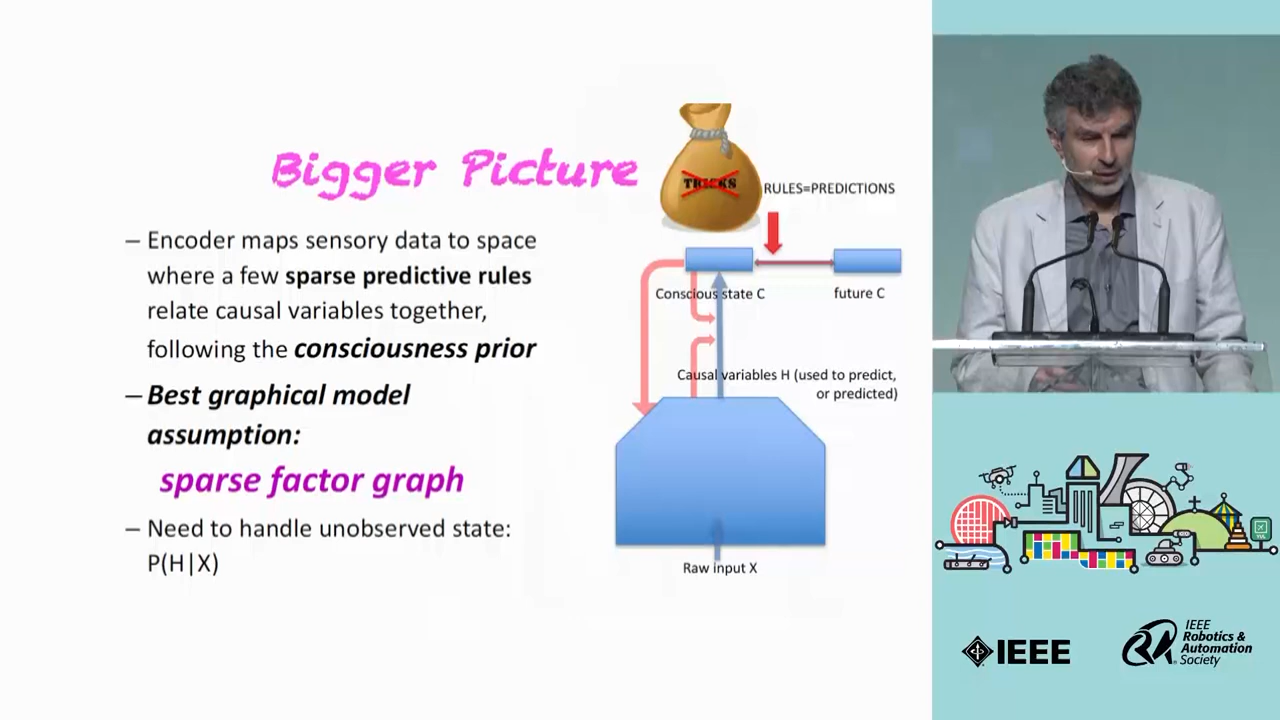 Bigger Picture
– Encoder maps sensory data to space
where a few sparse predictive rules
relate causal variables together,
following the consciousness prior
– Best graphical model
assumption:
sparse factor graph
– Need to handle unobserved state:
P(H|X)
TRICKS
RULES=PREDICTIONS
Conscious state C
future C
Causal variables H (used to predict,
or predicted)
Raw input X
IEEE
IEEE
Robotics &
Automation
Society